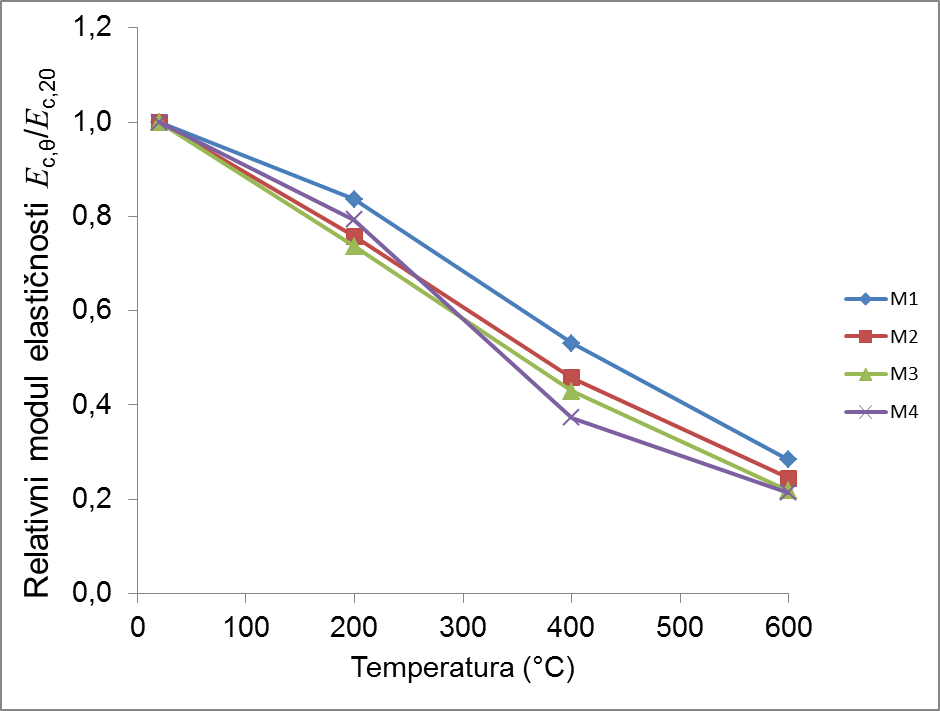 Relativni modul elastičnosti Ec,θ/Ec,20
1,2
1,0
0,8
0,6
0,4
0,2
0,0
0 100 200 300 400 500 600
Temperatura (°C)
M1
M2
M3
M4